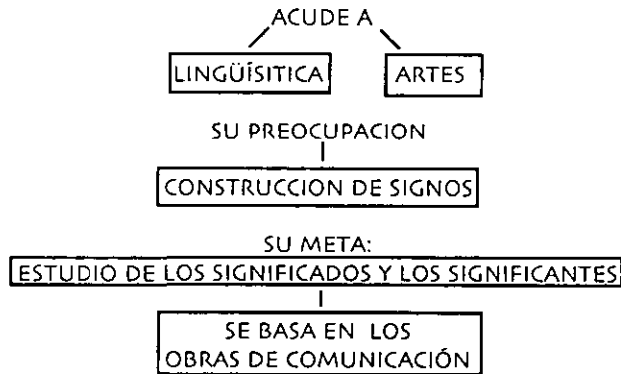 ACUDE A
LINGÜÍSITICA ARTES
SU PREOCUPACION
CONSTRUCCION DE SIGNOS
SU META:
ESTUDIO DE LOS SIGNIFICADOS Y LOS SIGNIFICANTES
SE BASA EN LOS
OBRAS DE COMUNICACIÓN